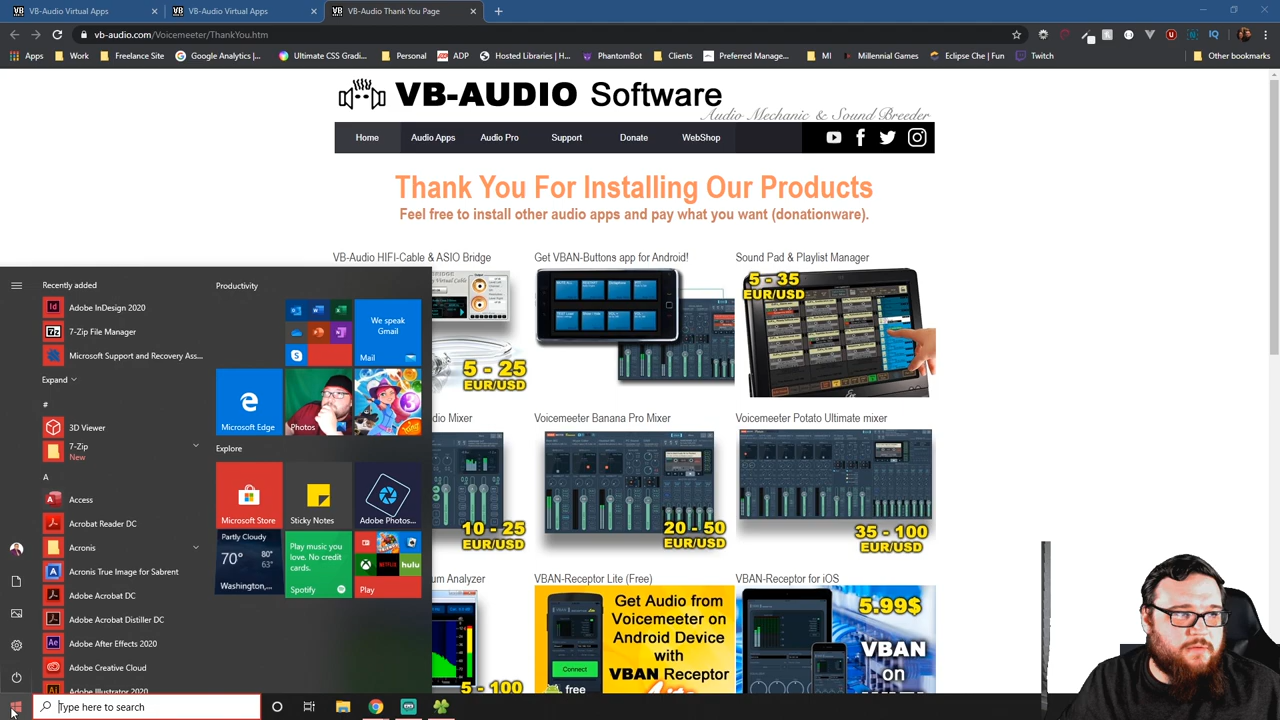 VB-Audio Virtual Apps
VB-Audio Virtual Apps
VB-Audio Thank You Page
vb-audio.com/Voicemeeter/ThankYou.htm
Apps
Work
Freelance Site
Google Analytics |...
Ultimate CSS Gradi...
Personal
ADP
Hosted Libraries | H...
PhantomBot
Clients
Preferred Manage...
MI
Millennial Games
Eclipse Che | Fun
Twitch
Other bookmarks
VB-AUDIO Software
Audio Mechanic & Sound Breeder
Home
Audio Apps
Audio Pro
Support
Donate
WebShop
Thank You For Installing Our Products
Feel free to install other audio apps and pay what you want (donationware).
VB-Audio HIFI-Cable & ASIO Bridge
Get VBAN-Buttons app for Android!
Sound Pad & Playlist Manager
5 - 25
EUR/USD
5 - 35
EUR/USD
dio Mixer
Voicemeeter Banana Pro Mixer
Voicemeeter Potato Ultimate mixer
10 - 25
EUR/USD
20 - 50
EUR/USD
35 - 100
EUR/USD
um Analyzer
VBAN-Receptor Lite (Free)
VBAN-Receptor for iOS
5 - 100
Get Audio from
Voicemeeter on
Android Device
with
VBAN Receptor
Connect
free
5.99$
VBAN
on
Recently added
Adobe InDesign 2020
7-Zip File Manager
Microsoft Support and Recovery Ass...
Expand
#
3D Viewer
7-Zip
New
A
Access
Acrobat Reader DC
Acronis
Acronis True Image for Sabrent
Adobe Acrobat DC
Adobe Acrobat Distiller DC
Adobe After Effects 2020
Adobe Creative Cloud
Adobe Illustrator 2020
Productivity
We speak
Gmail
Mail
Microsoft Edge
Photos
Explore
Microsoft Store
Sticky Notes
Adobe Photos...
Partly Cloudy
70°
80°
63°
Washington,...
Play music you
love. No credit
cards.
Spotify
NETFLIX
hulu
Play
Type here to search